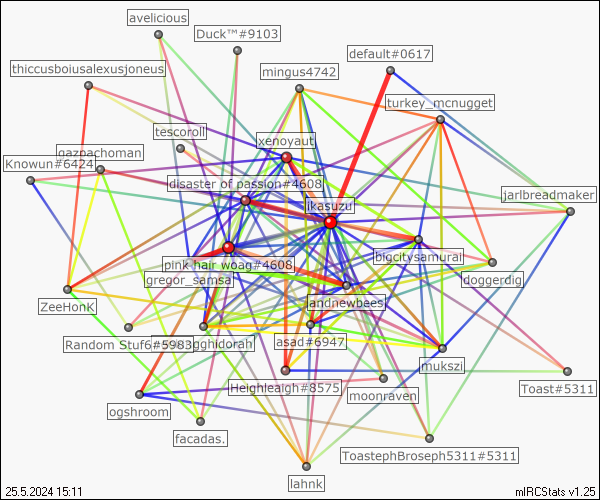 avelicious
Duck™#9103
default#0617
thiccusboiusalexusjoneus
mingus4742
turkey_mcnugget
tescoroll
xenoyaut
gazpachoman
Knowun#6424
disaster of passion#4608
jarlbreadmaker
ikasuzu
bigcitysamurai
pink hair woag#4608
gregor_samsa
doggerdig
landnewbees
ZeeHonk
Random Stuf6#5983
gghidorah
asad#6947
mukszi
Heighleaigh#8575
moonraven
Toast#5311
ogshroom
facadas.
ToastephBroseph5311#5311
lahnk
25.5.2024 15:11
mIRCStats v1.25